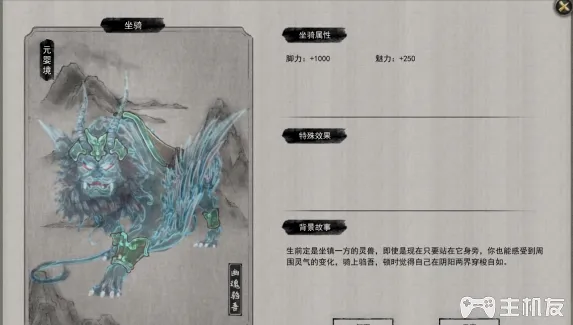 坐骑
元婴境
坐骑属性
脚力：+1000 魅力：+250
特殊效果
背景故事
生前定是坐镇一方的灵兽，即使是现在只要站在它身旁，你也能感受到周
围灵气的变化，骑上驺吾，顿时觉得自己在阴阳两界穿梭自如。
幽魂驺吾
主机友